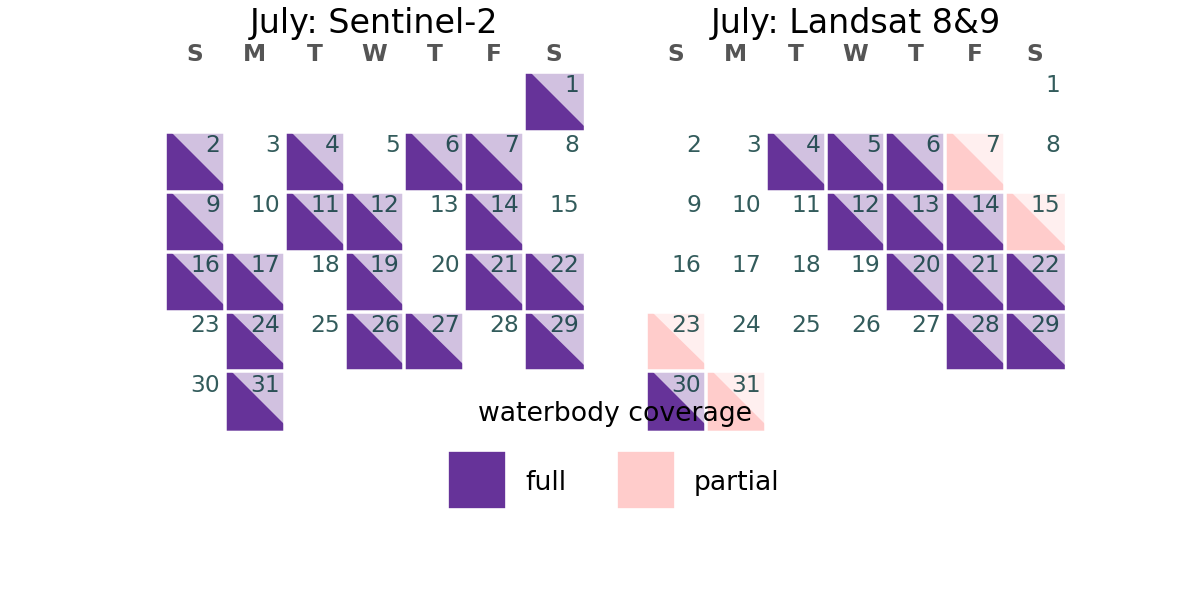 July: Sentinel-2
S M T W T F S
1
2 3 4 5 6 7 8
9 10 11 12 13 14 15
16 17 18 19 20 21 22
23 24 25 26 27 28 29
30 31
July: Landsat 8&9
S M T W T F S
1
2 3 4 5 6 7 8
9 10 11 12 13 14 15
16 17 18 19 20 21 22
23 24 25 26 27 28 29
30 31
waterbody coverage
full partial